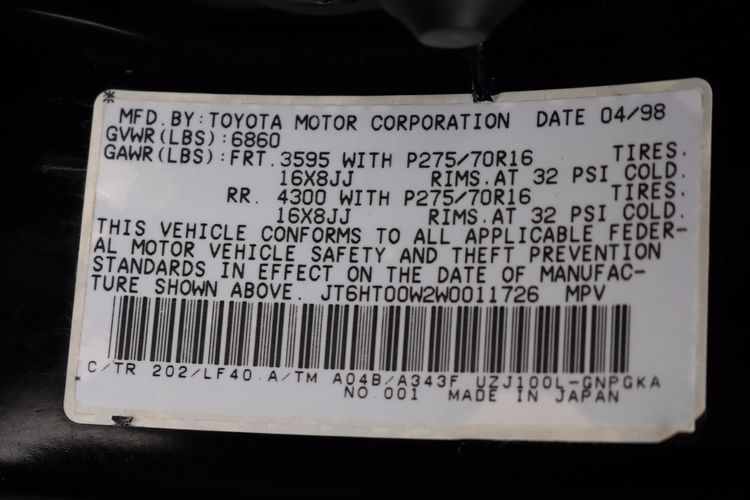 MFD.BY:TOYOTA MOTOR CORPORATION DATE 04/98
GVWR(LBS):6860
GAWR(LBS):FRT.3595 WITH P275/70R16 TIRES.
16X8JJ RIMS.AT 32 PSI COLD.
RR. 4300 WITH P275/70R16 TIRES.
16X8JJ RIMS.AT 32 PSI COLD.
THIS VEHICLE CONFORMS TO ALL APPLICABLE FEDER-
AL MOTOR VEHICLE SAFETY AND THEFT PREVENTION
STANDARDS IN EFFECT ON THE DATE OF MANUFAC-
TURE SHOWN ABOVE. JT6HT00W2W0011726 MPV
C/TR 202/LF40 A/TM A04B/A343F UZJ100L-GNPGKA
NO.001 MADE IN JAPAN